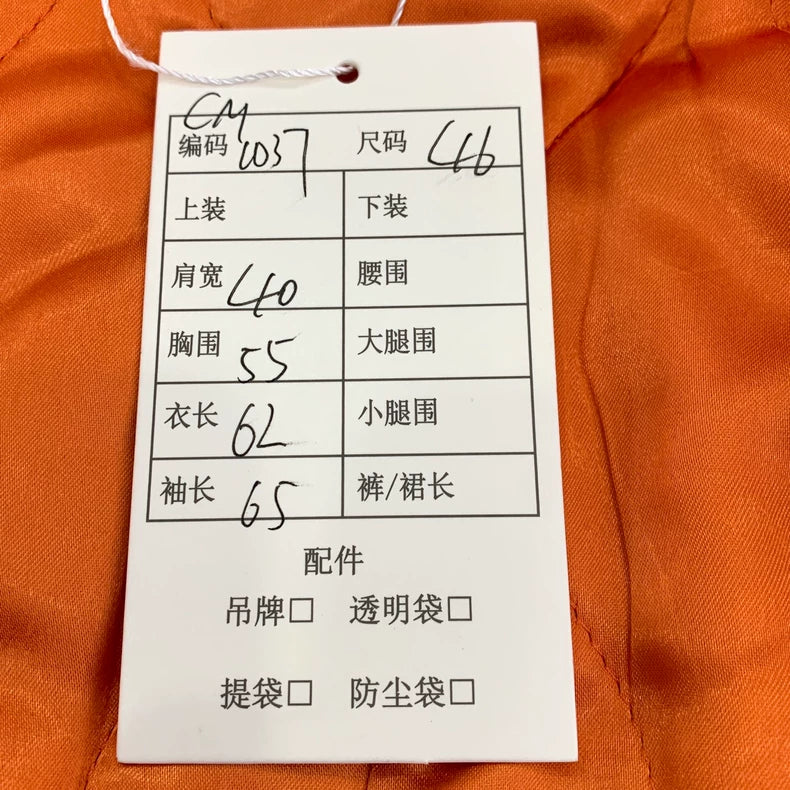 CM
编码 1037 尺码 46
上装 下装
肩宽 40 腰围
胸围 55 大腿围
衣长 62 小腿围
袖长 65 裤/裙长
配件
吊牌□ 透明袋□
提袋□ 防尘袋□